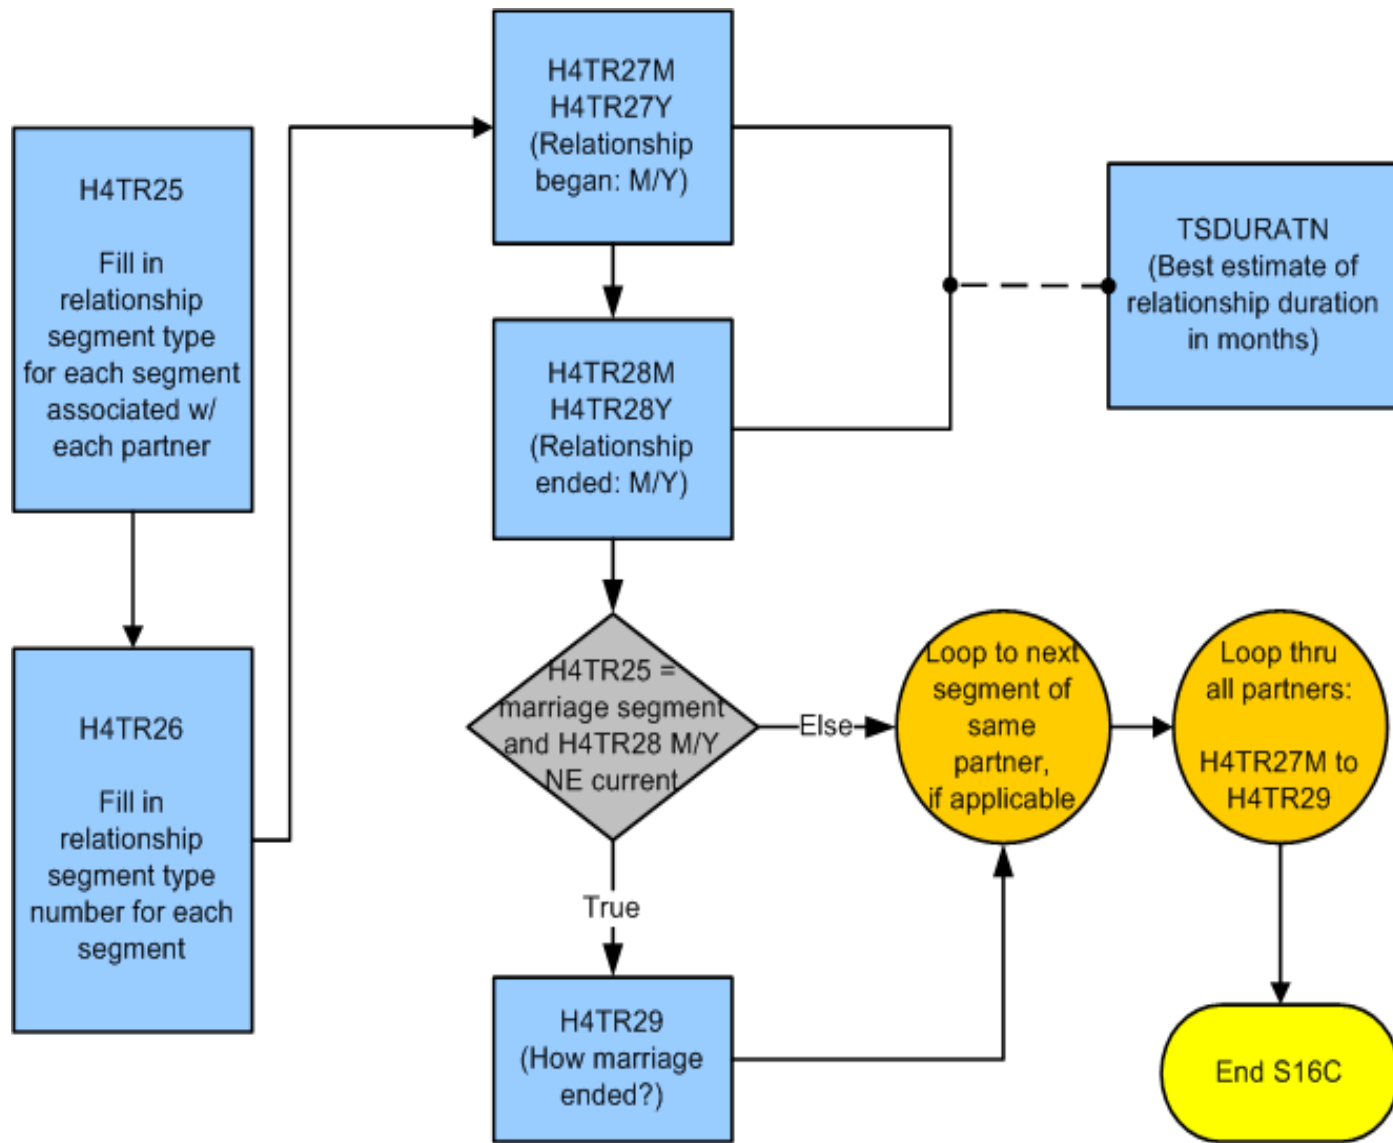 H4TR25
Fill in
relationship
segment type
for each segment
associated w/
each partner
H4TR26
Fill in
relationship
segment type
number for each
segment
H4TR27M
H4TR27Y
(Relationship
began: M/Y)
H4TR28M
H4TR28Y
(Relationship
ended: M/Y)
TSDURATN
(Best estimate of
relationship duration
in months)
H4TR25 =
marriage segment
and H4TR28 M/Y
NE current
Else
True
H4TR29
(How marriage
ended?)
Loop to next
segment of
same
partner,
if applicable
Loop thru
all partners:
H4TR27M to
H4TR29
End S16C